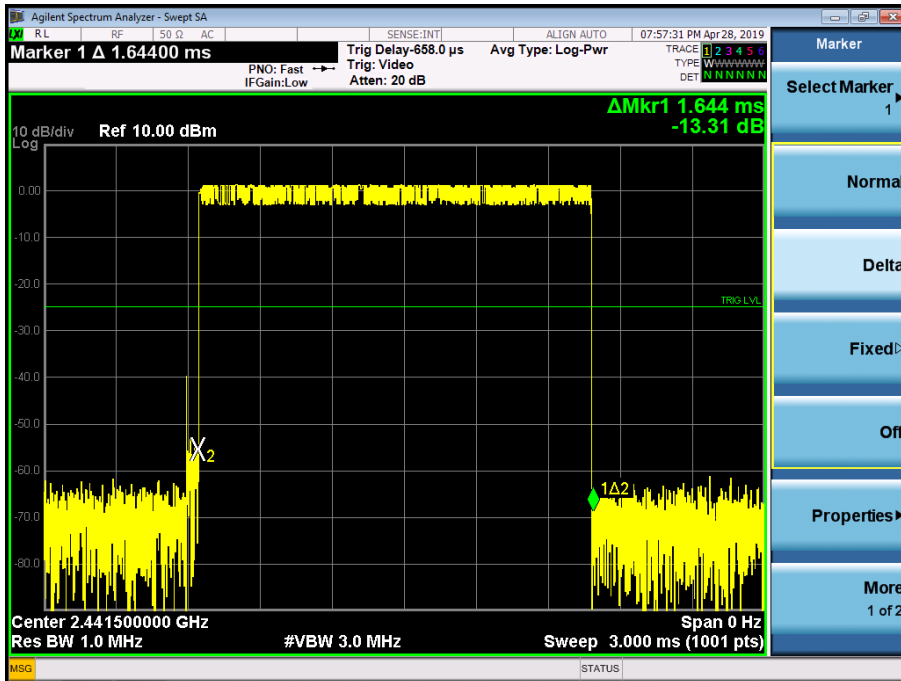 Agilent Spectrum Analyzer - Swept SA
LXI RL RF 50 Ω AC SENSE:INT ALIGN AUTO 07:57:31 PM Apr 28, 2019
Marker 1 Δ 1.64400 ms
Trig Delay-658.0 µs Avg Type: Log-Pwr TRACE 1 2 3 4 5 6
PNO: Fast Trig: Video TYPE WWWWWWW
IFGain:Low Atten: 20 dB DET N N N N N N
ΔMkr1 1.644 ms
-13.31 dB
10 dB/div Ref 10.00 dBm
Log
0.00
-10.0
-20.0
TRIG LVL
-30.0
-40.0
-50.0
2
-60.0
1Δ2
-70.0
-80.0
Center 2.441500000 GHz Span 0 Hz
Res BW 1.0 MHz #VBW 3.0 MHz Sweep 3.000 ms (1001 pts)
MSG STATUS
Marker
Select Marker
1
Normal
Delta
Fixed
Off
Properties
More
1 of 2